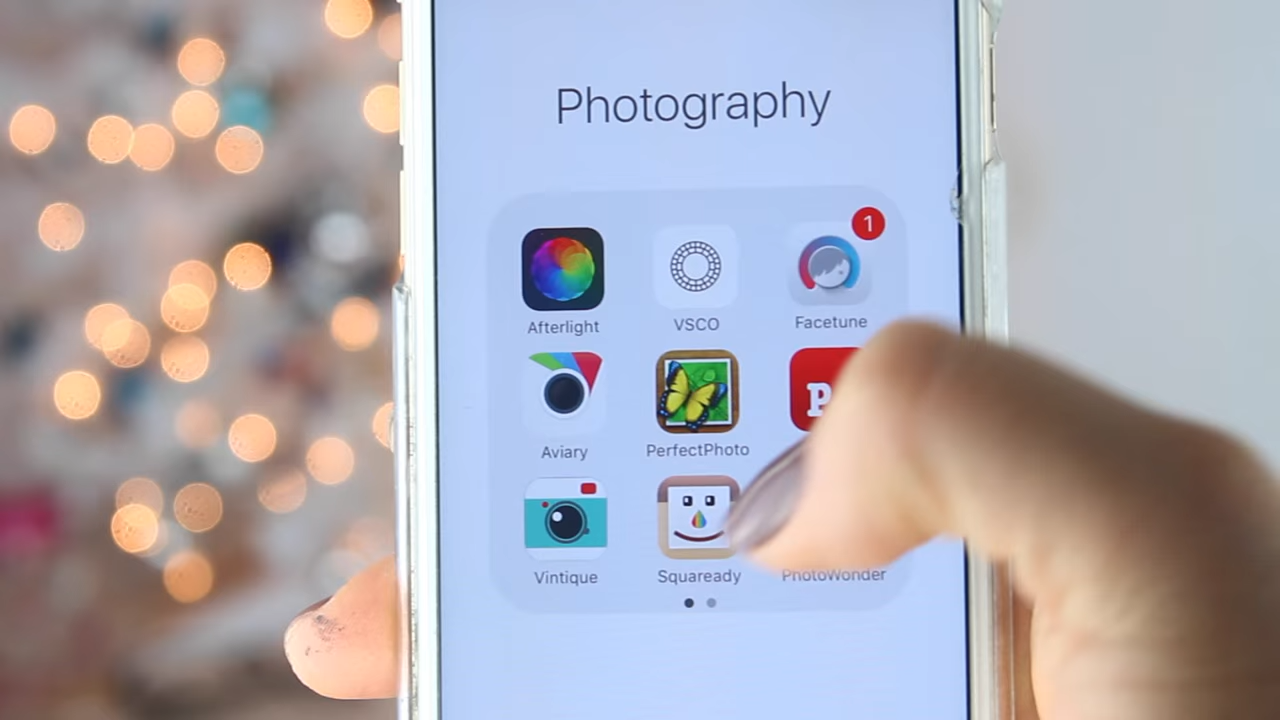 Photography
1
Afterlight VSCO Facetune
P
Aviary PerfectPhoto
Vintique Squaready PhotoWonder